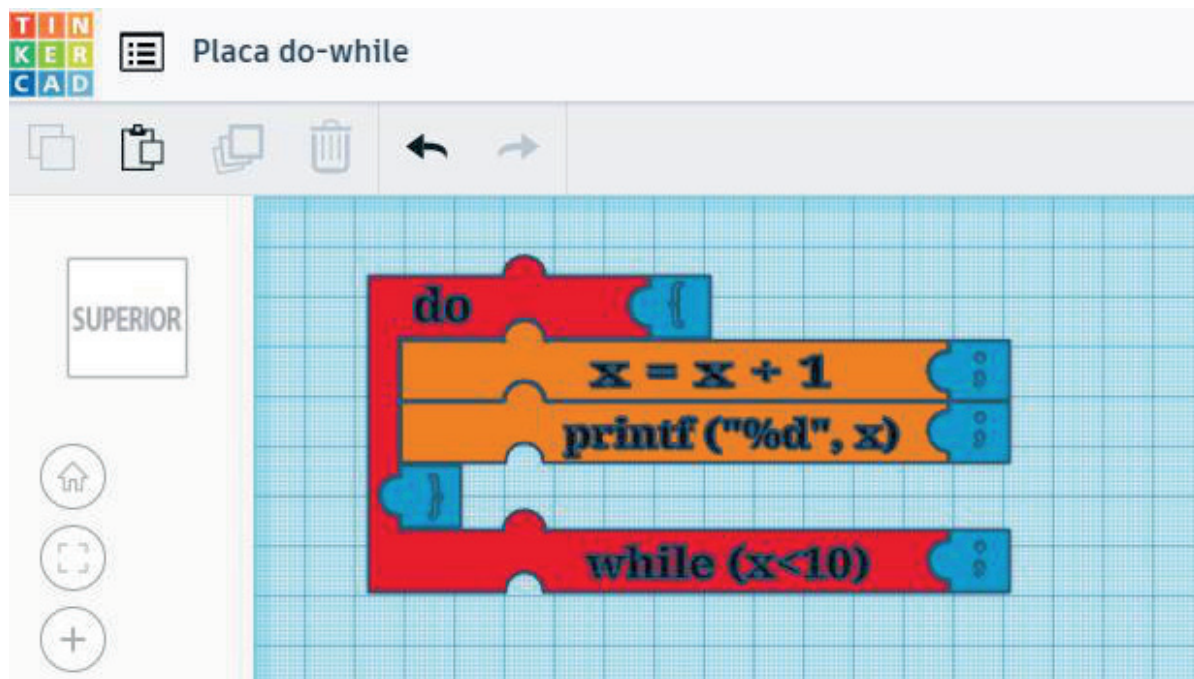 TIN
KER
CAD
Placa do-while
SUPERIOR
do {
x = x + 1 ;
printf ("%d", x) ;
}
while (x<10) ;